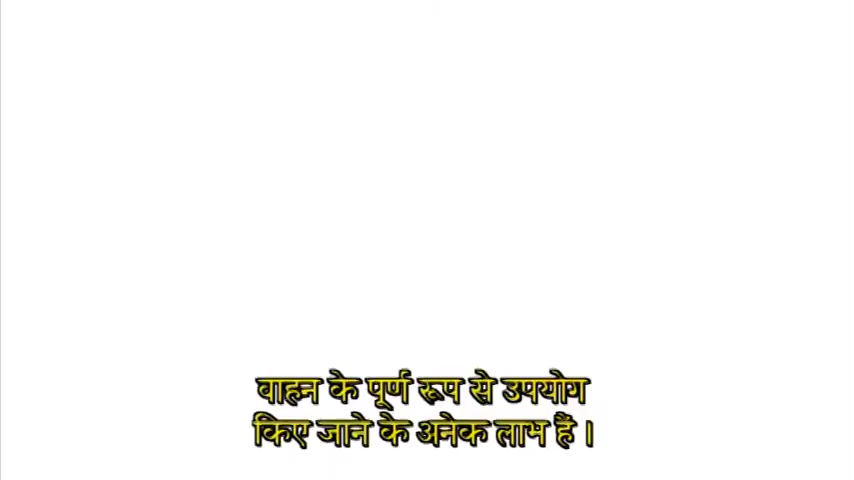 वाहन के पूर्ण रूप से उपयोग
किए जाने के अनेक लाभ हैं ।